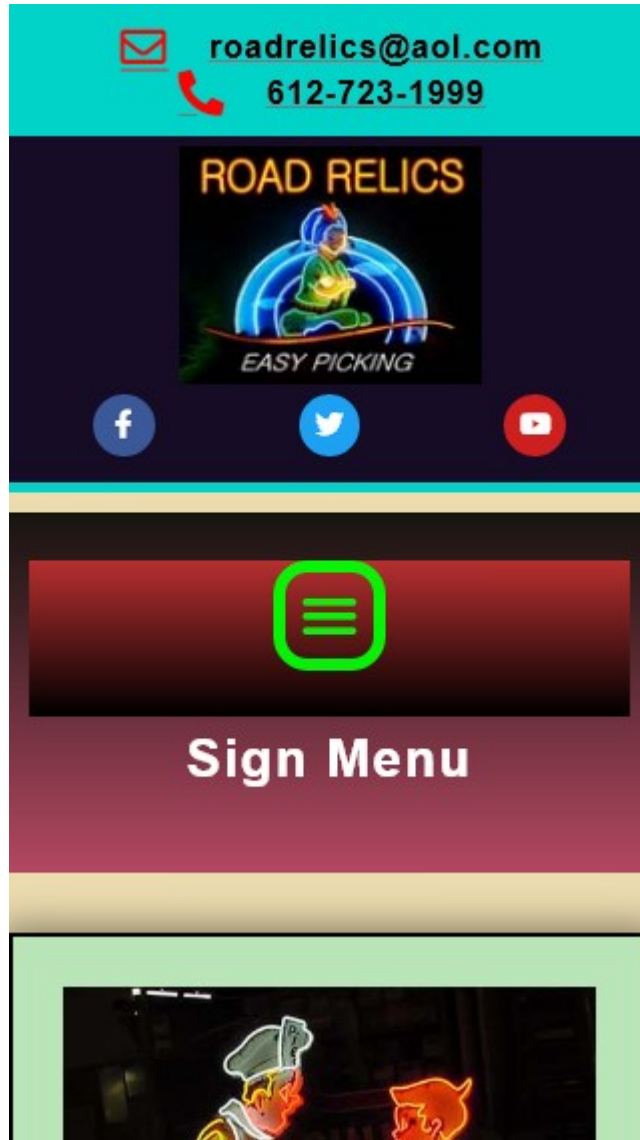 roadrelics@aol.com
612-723-1999
ROAD RELICS
EASY PICKING
Sign Menu